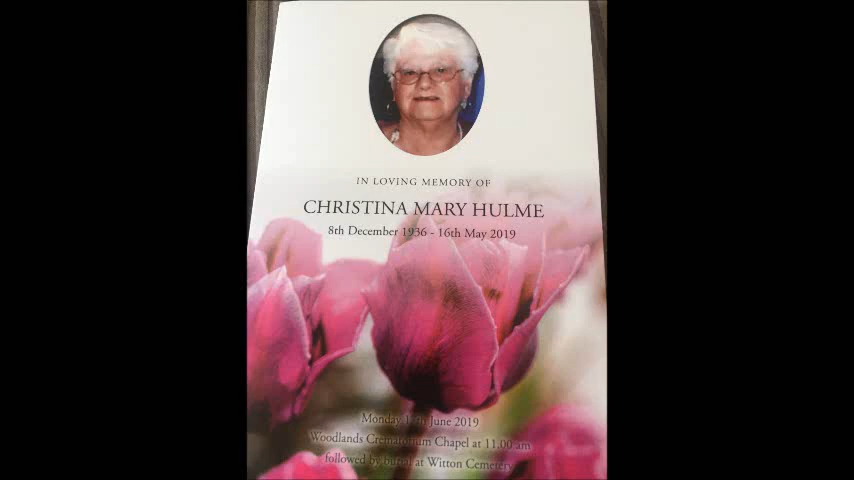 IN LOVING MEMORY OF
CHRISTINA MARY HULME
8th December 1936 - 16th May 2019
Monday June 2019
Woodlands Crematorium Chapel at 11.00 am
followed by burial at Witton Cemetery